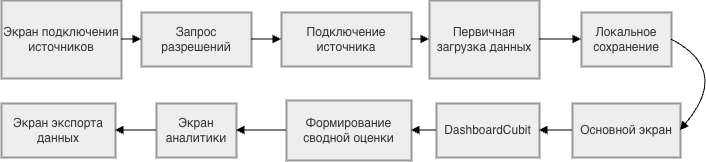 Экран подключения
источников
Запрос
разрешений
Подключение
источника
Первичная
загрузка данных
Локальное
сохранение
Основной экран
DashboardCubit
Формирование
сводной оценки
Экран
аналитики
Экран экспорта
данных